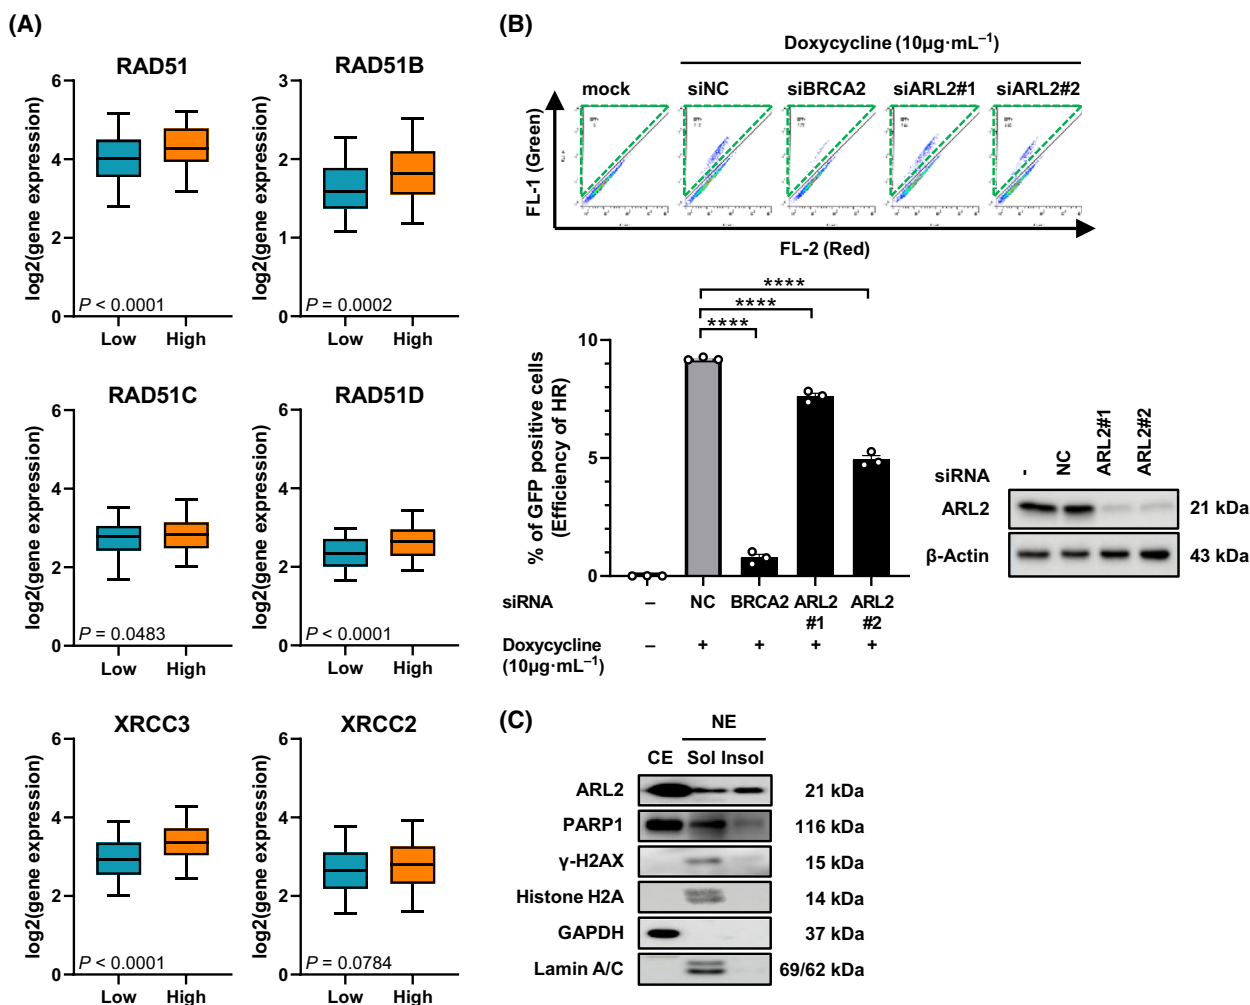 (A)
RAD51
6
4
2
0
log2(gene expression)
P < 0.0001
Low High
RAD51B
3
2
1
0
log2(gene expression)
P = 0.0002
Low High
RAD51C
6
4
2
0
log2(gene expression)
P = 0.0483
Low High
RAD51D
6
4
2
0
log2(gene expression)
P < 0.0001
Low High
XRCC3
6
4
2
0
log2(gene expression)
P < 0.0001
Low High
XRCC2
6
4
2
0
log2(gene expression)
P = 0.0784
Low High
(B)
Doxycycline (10µg·mL⁻¹)
mock siNC siBRCA2 siARL2#1 siARL2#2
FL-1 (Green)
FL-2 (Red)
****
****
****
10
5
0
% of GFP positive cells
(Efficiency of HR)
siRNA – NC BRCA2 ARL2 ARL2
#1 #2
Doxycycline – + + + +
(10µg·mL⁻¹)
siRNA - NC ARL2#1 ARL2#2
ARL2 21 kDa
β-Actin 43 kDa
(C)
NE
CE Sol Insol
ARL2 21 kDa
PARP1 116 kDa
γ-H2AX 15 kDa
Histone H2A 14 kDa
GAPDH 37 kDa
Lamin A/C 69/62 kDa